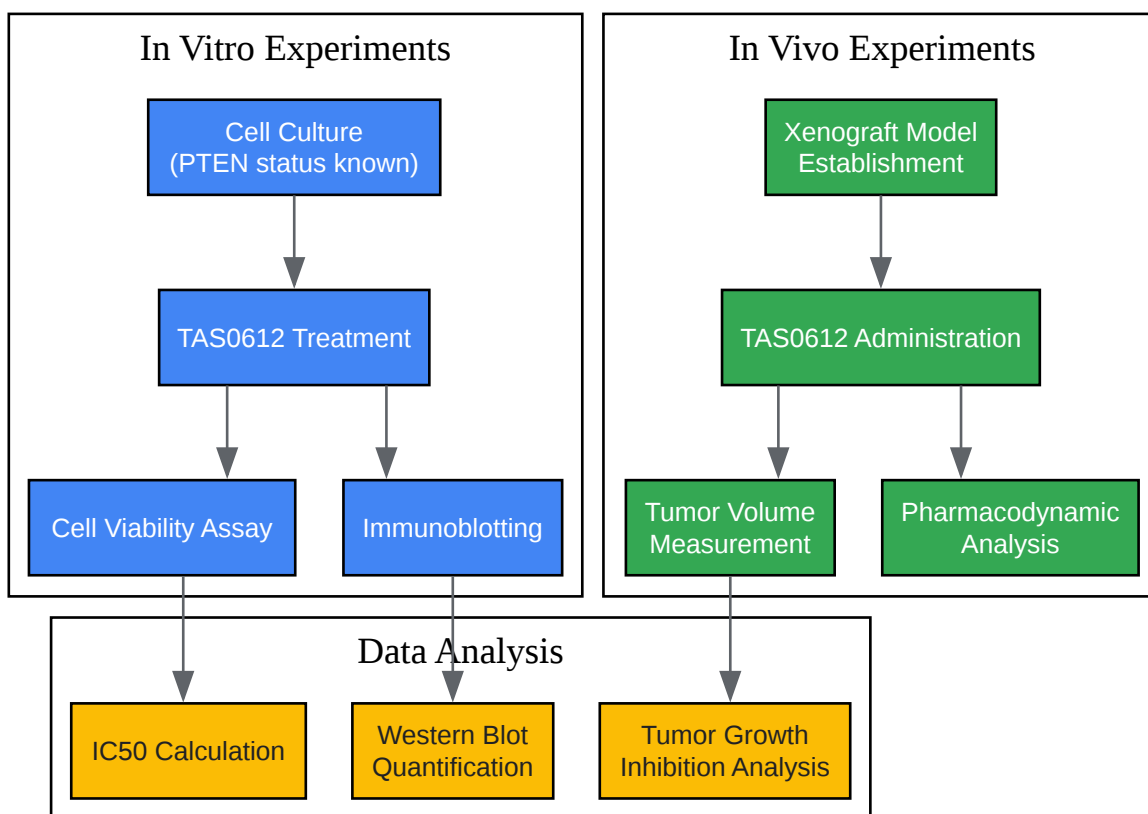 In Vitro Experiments
Cell Culture
(PTEN status known)
TAS0612 Treatment
Cell Viability Assay
Immunoblotting
In Vivo Experiments
Xenograft Model
Establishment
TAS0612 Administration
Tumor Volume
Measurement
Pharmacodynamic
Analysis
Data Analysis
IC50 Calculation
Western Blot
Quantification
Tumor Growth
Inhibition Analysis